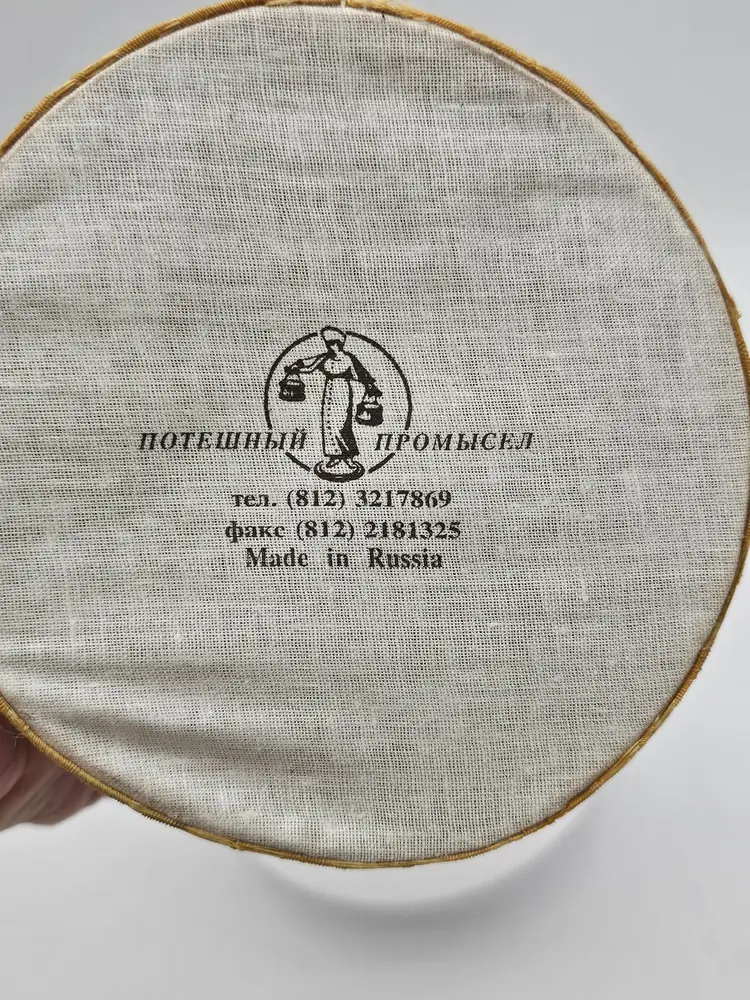 ПОТЕШНЫЙ ПРОМЫСЕЛ
тел. (812) 3217869
факс (812) 2181325
Made in Russia